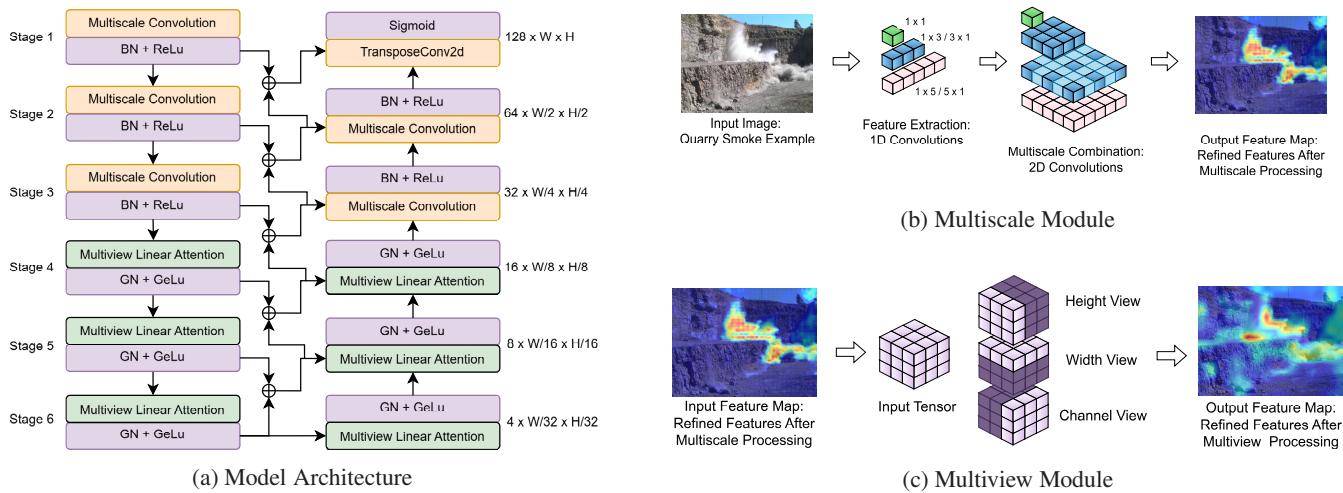 Stage 1
Multiscale Convolution
BN + ReLu
Sigmoid
TransposeConv2d
128 x W x H
Stage 2
Multiscale Convolution
BN + ReLu
BN + ReLu
Multiscale Convolution
64 x W/2 x H/2
Stage 3
Multiscale Convolution
BN + ReLu
BN + ReLu
Multiscale Convolution
32 x W/4 x H/4
Stage 4
Multiview Linear Attention
GN + GeLu
GN + GeLu
Multiview Linear Attention
16 x W/8 x H/8
Stage 5
Multiview Linear Attention
GN + GeLu
GN + GeLu
Multiview Linear Attention
8 x W/16 x H/16
Stage 6
Multiview Linear Attention
GN + GeLu
GN + GeLu
Multiview Linear Attention
4 x W/32 x H/32
(a) Model Architecture
Input Image:
Quarry Smoke Example
1 x 1
1 x 3 / 3 x 1
1 x 5 / 5 x 1
Feature Extraction:
1D Convolutions
Multiscale Combination:
2D Convolutions
Output Feature Map:
Refined Features After
Multiscale Processing
(b) Multiscale Module
Input Feature Map:
Refined Features After
Multiscale Processing
Input Tensor
Height View
Width View
Channel View
Output Feature Map:
Refined Features After
Multiview Processing
(c) Multiview Module